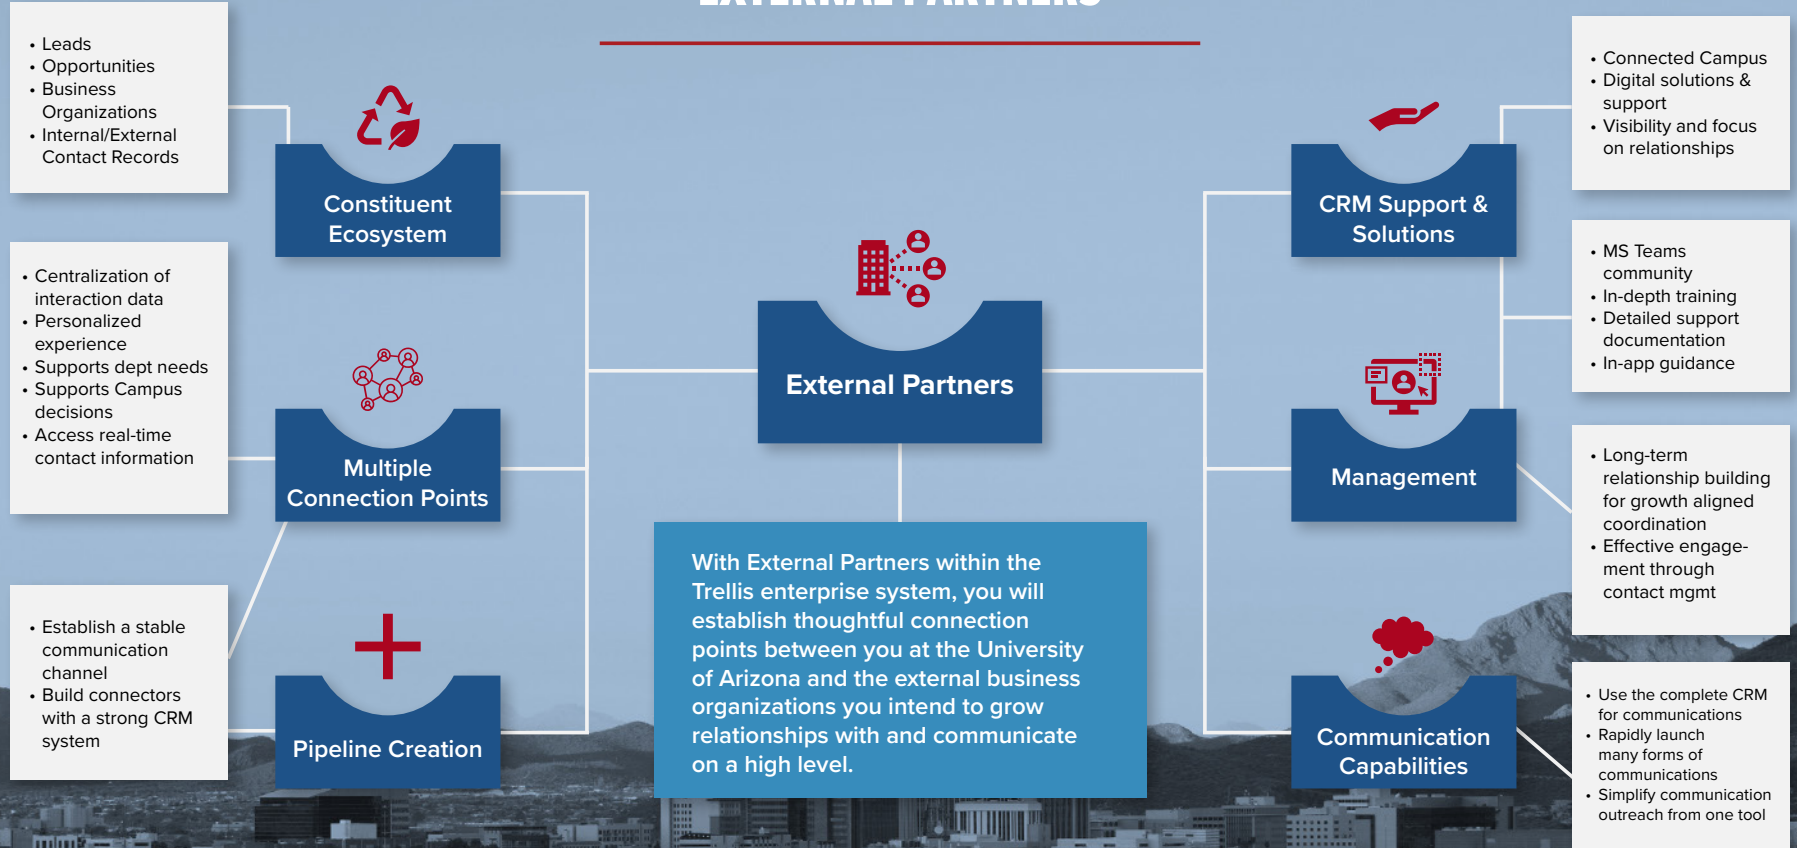 EXTERNAL PARTNERS
• Leads
• Opportunities
• Business
Organizations
• Internal/External
Contact Records
Constituent
Ecosystem
• Centralization of
interaction data
• Personalized
experience
• Supports dept needs
• Supports Campus
decisions
• Access real-time
contact information
Multiple
Connection Points
• Establish a stable
communication
channel
• Build connectors
with a strong CRM
system
Pipeline Creation
External Partners
With External Partners within the
Trellis enterprise system, you will
establish thoughtful connection
points between you at the University
of Arizona and the external business
organizations you intend to grow
relationships with and communicate
on a high level.
CRM Support &
Solutions
• Connected Campus
• Digital solutions &
support
• Visibility and focus
on relationships
• MS Teams
community
• In-depth training
• Detailed support
documentation
• In-app guidance
Management
• Long-term
relationship building
for growth aligned
coordination
• Effective engage-
ment through
contact mgmt
Communication
Capabilities
• Use the complete CRM
for communications
• Rapidly launch
many forms of
communications
• Simplify communication
outreach from one tool